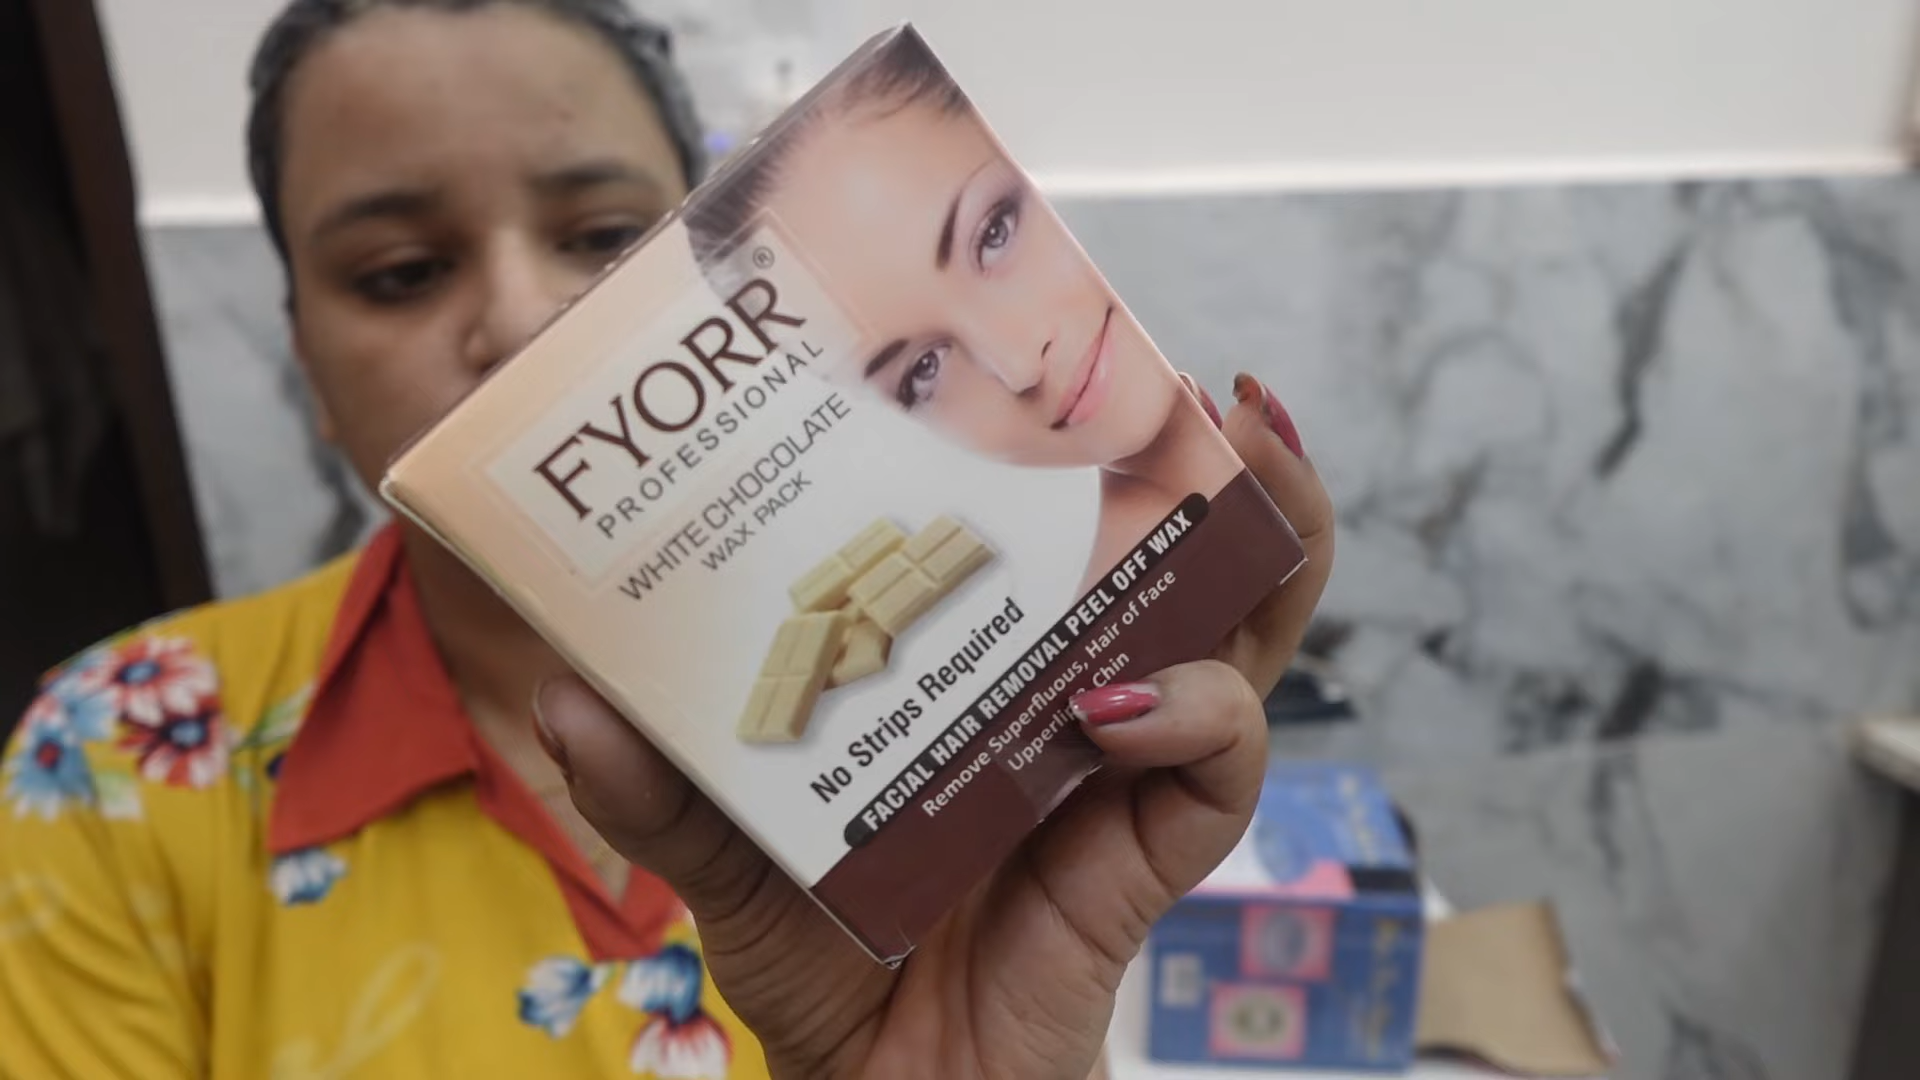 FYORR®
PROFESSIONAL
WHITE CHOCOLATE
WAX PACK
No Strips Required
FACIAL HAIR REMOVAL PEEL OFF WAX
Remove Superfluous, Hair of Face
Chin